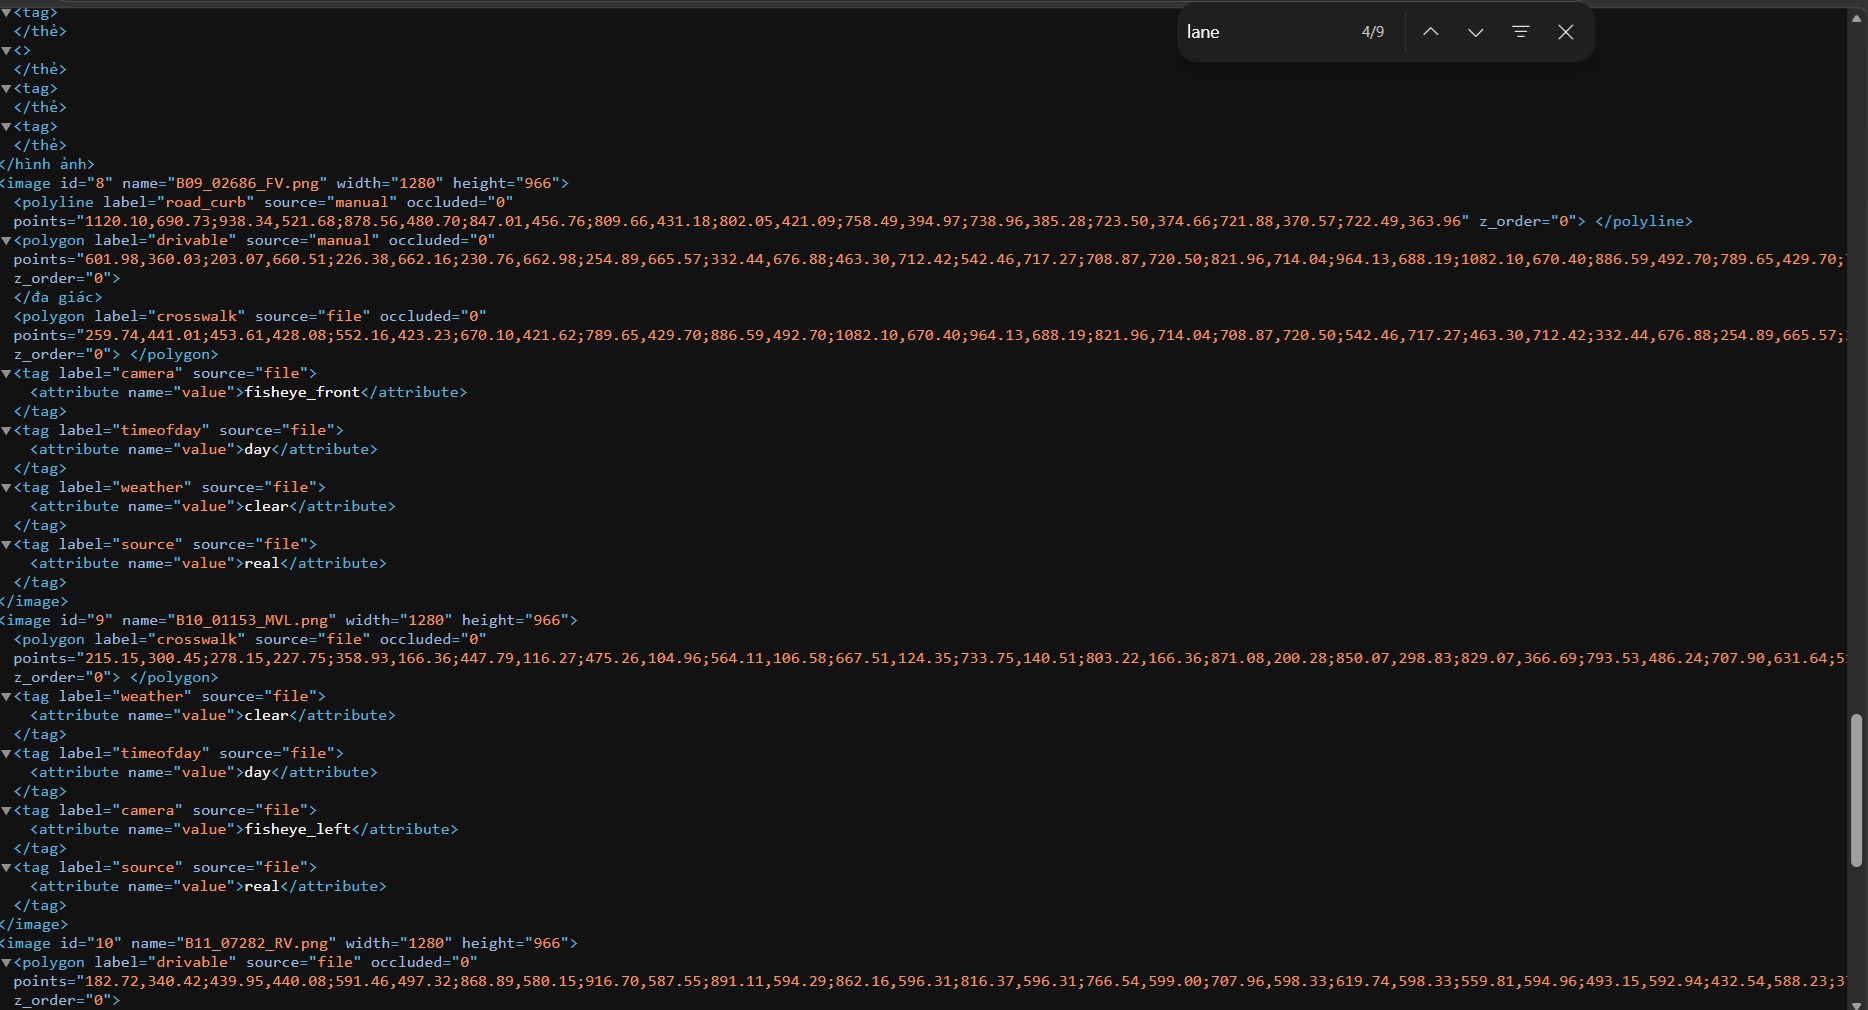 <tag>
</thẻ>
<>
</thẻ>
<tag>
</thẻ>
<tag>
</thẻ>
</hình ảnh>
<image id="8" name="B09_02686_FV.png" width="1280" height="966">
<polyline label="road_curb" source="manual" occluded="0"
points="1120.10,690.73;938.34,521.68;878.56,480.70;847.01,456.76;809.66,431.18;802.05,421.09;758.49,394.97;738.96,385.28;723.50,374.66;721.88,370.57;722.49,363.96" z_order="0"> </polyline>
<polygon label="drivable" source="manual" occluded="0"
points="601.98,360.03;203.07,660.51;226.38,662.16;230.76,662.98;254.89,665.57;332.44,676.88;463.30,712.42;542.46,717.27;708.87,720.50;821.96,714.04;964.13,688.19;1082.10,670.40;886.59,492.70;789.65,429.70;
z_order="0">
</đa giác>
<polygon label="crosswalk" source="file" occluded="0"
points="259.74,441.01;453.61,428.08;552.16,423.23;670.10,421.62;789.65,429.70;886.59,492.70;1082.10,670.40;964.13,688.19;821.96,714.04;708.87,720.50;542.46,717.27;463.30,712.42;332.44,676.88;254.89,665.57;
z_order="0"> </polygon>
<tag label="camera" source="file">
<attribute name="value">fisheye_front</attribute>
</tag>
<tag label="timeofday" source="file">
<attribute name="value">day</attribute>
</tag>
<tag label="weather" source="file">
<attribute name="value">clear</attribute>
</tag>
<tag label="source" source="file">
<attribute name="value">real</attribute>
</tag>
</image>
<image id="9" name="B10_01153_MVL.png" width="1280" height="966">
<polygon label="crosswalk" source="file" occluded="0"
points="215.15,300.45;278.15,227.75;358.93,166.36;447.79,116.27;475.26,104.96;564.11,106.58;667.51,124.35;733.75,140.51;803.22,166.36;871.08,200.28;850.07,298.83;829.07,366.69;793.53,486.24;707.90,631.64;5
z_order="0"> </polygon>
<tag label="weather" source="file">
<attribute name="value">clear</attribute>
</tag>
<tag label="timeofday" source="file">
<attribute name="value">day</attribute>
</tag>
<tag label="camera" source="file">
<attribute name="value">fisheye_left</attribute>
</tag>
<tag label="source" source="file">
<attribute name="value">real</attribute>
</tag>
</image>
<image id="10" name="B11_07282_RV.png" width="1280" height="966">
<polygon label="drivable" source="file" occluded="0"
points="182.72,340.42;439.95,440.08;591.46,497.32;868.89,580.15;916.70,587.55;891.11,594.29;862.16,596.31;816.37,596.31;766.54,599.00;707.96,598.33;619.74,598.33;559.81,594.96;493.15,592.94;432.54,588.23;3
z_order="0">
lane 4/9